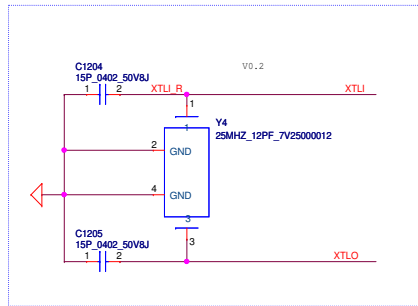 V0.2
C1204
15P_0402_50V8J
1 2
XTLI_R
XTLI
1
1
Y4
25MHZ_12PF_7V25000012
2 GND
4 GND
3
3
C1205
15P_0402_50V8J
1 2
XTLO